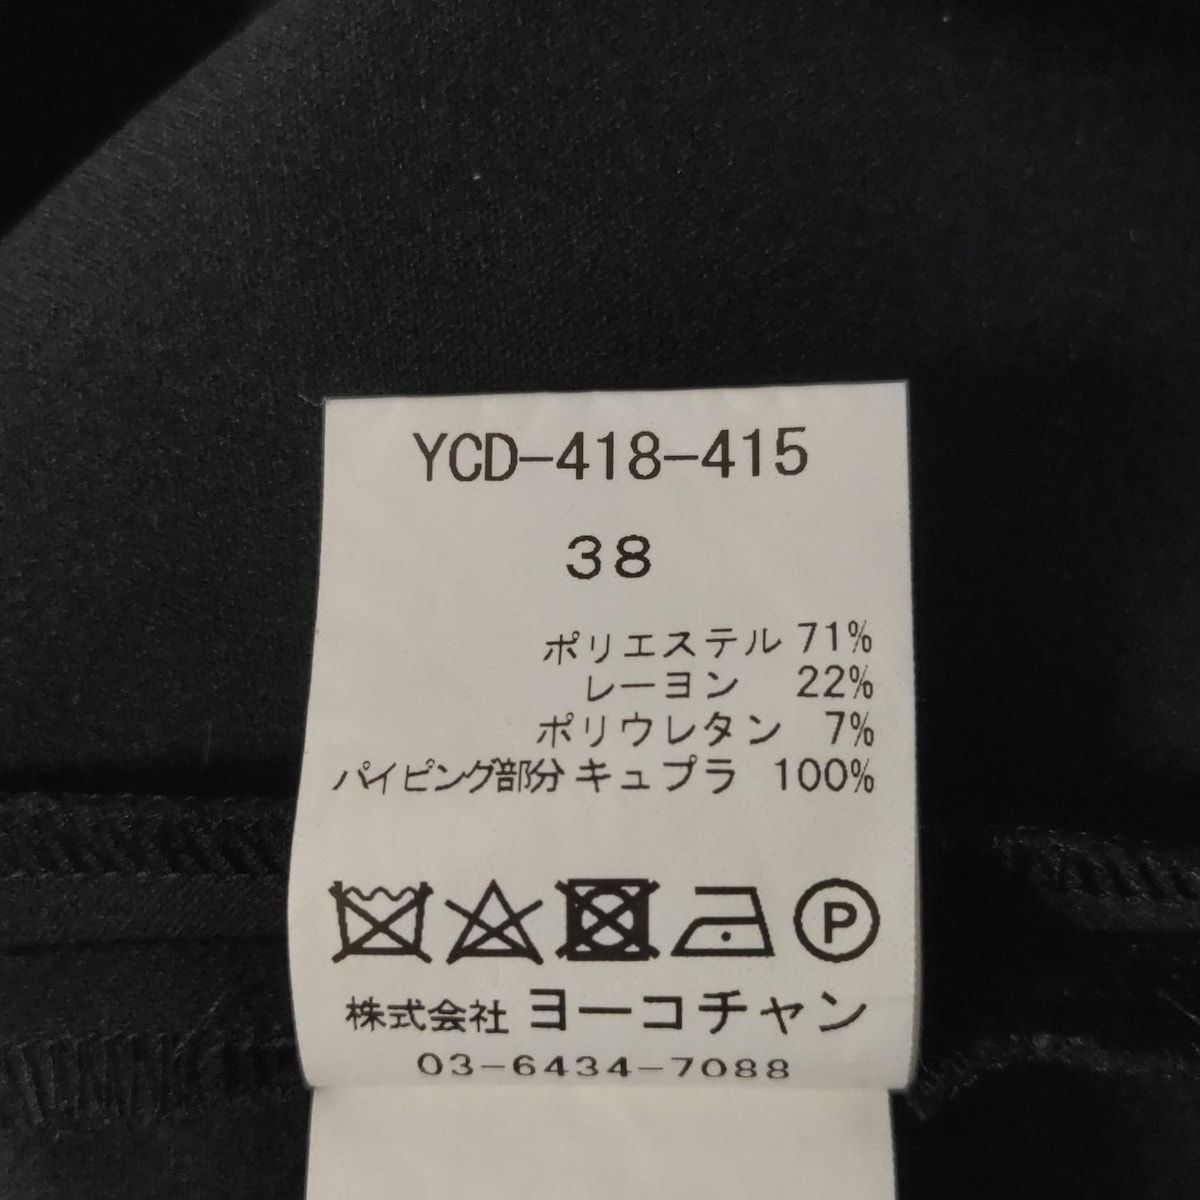 YCD-418-415
38
ポリエステル 71%
レーヨン 22%
ポリウレタン 7%
パイピング部分 キュプラ 100%
P
株式会社 ヨーコチャン
03-6434-7088